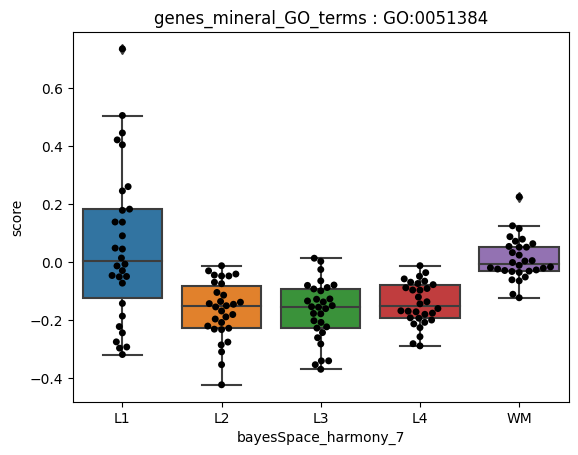 genes_mineral_GO_terms : GO:0051384
0.6
0.4
0.2
0.0
−0.2
−0.4
score
L1 L2 L3 L4 WM
bayesSpace_harmony_7